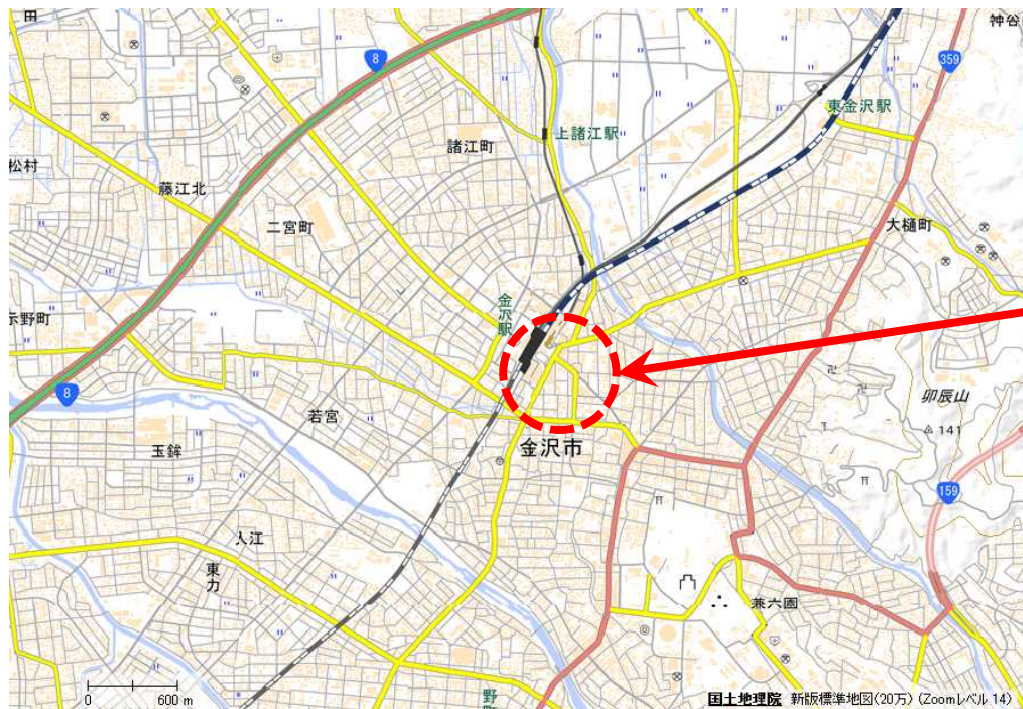 田
神谷
8
359
東金沢駅
上諸江駅
諸江町
松村
藤江北
大樋町
二宮町
金沢駅
示野町
8
卯辰山
141
若宮
金沢市
玉鉾
159
入江
東力
兼六園
0 600 m
野
国土地理院 新版標準地図(20万) (Zoomレベル 14)